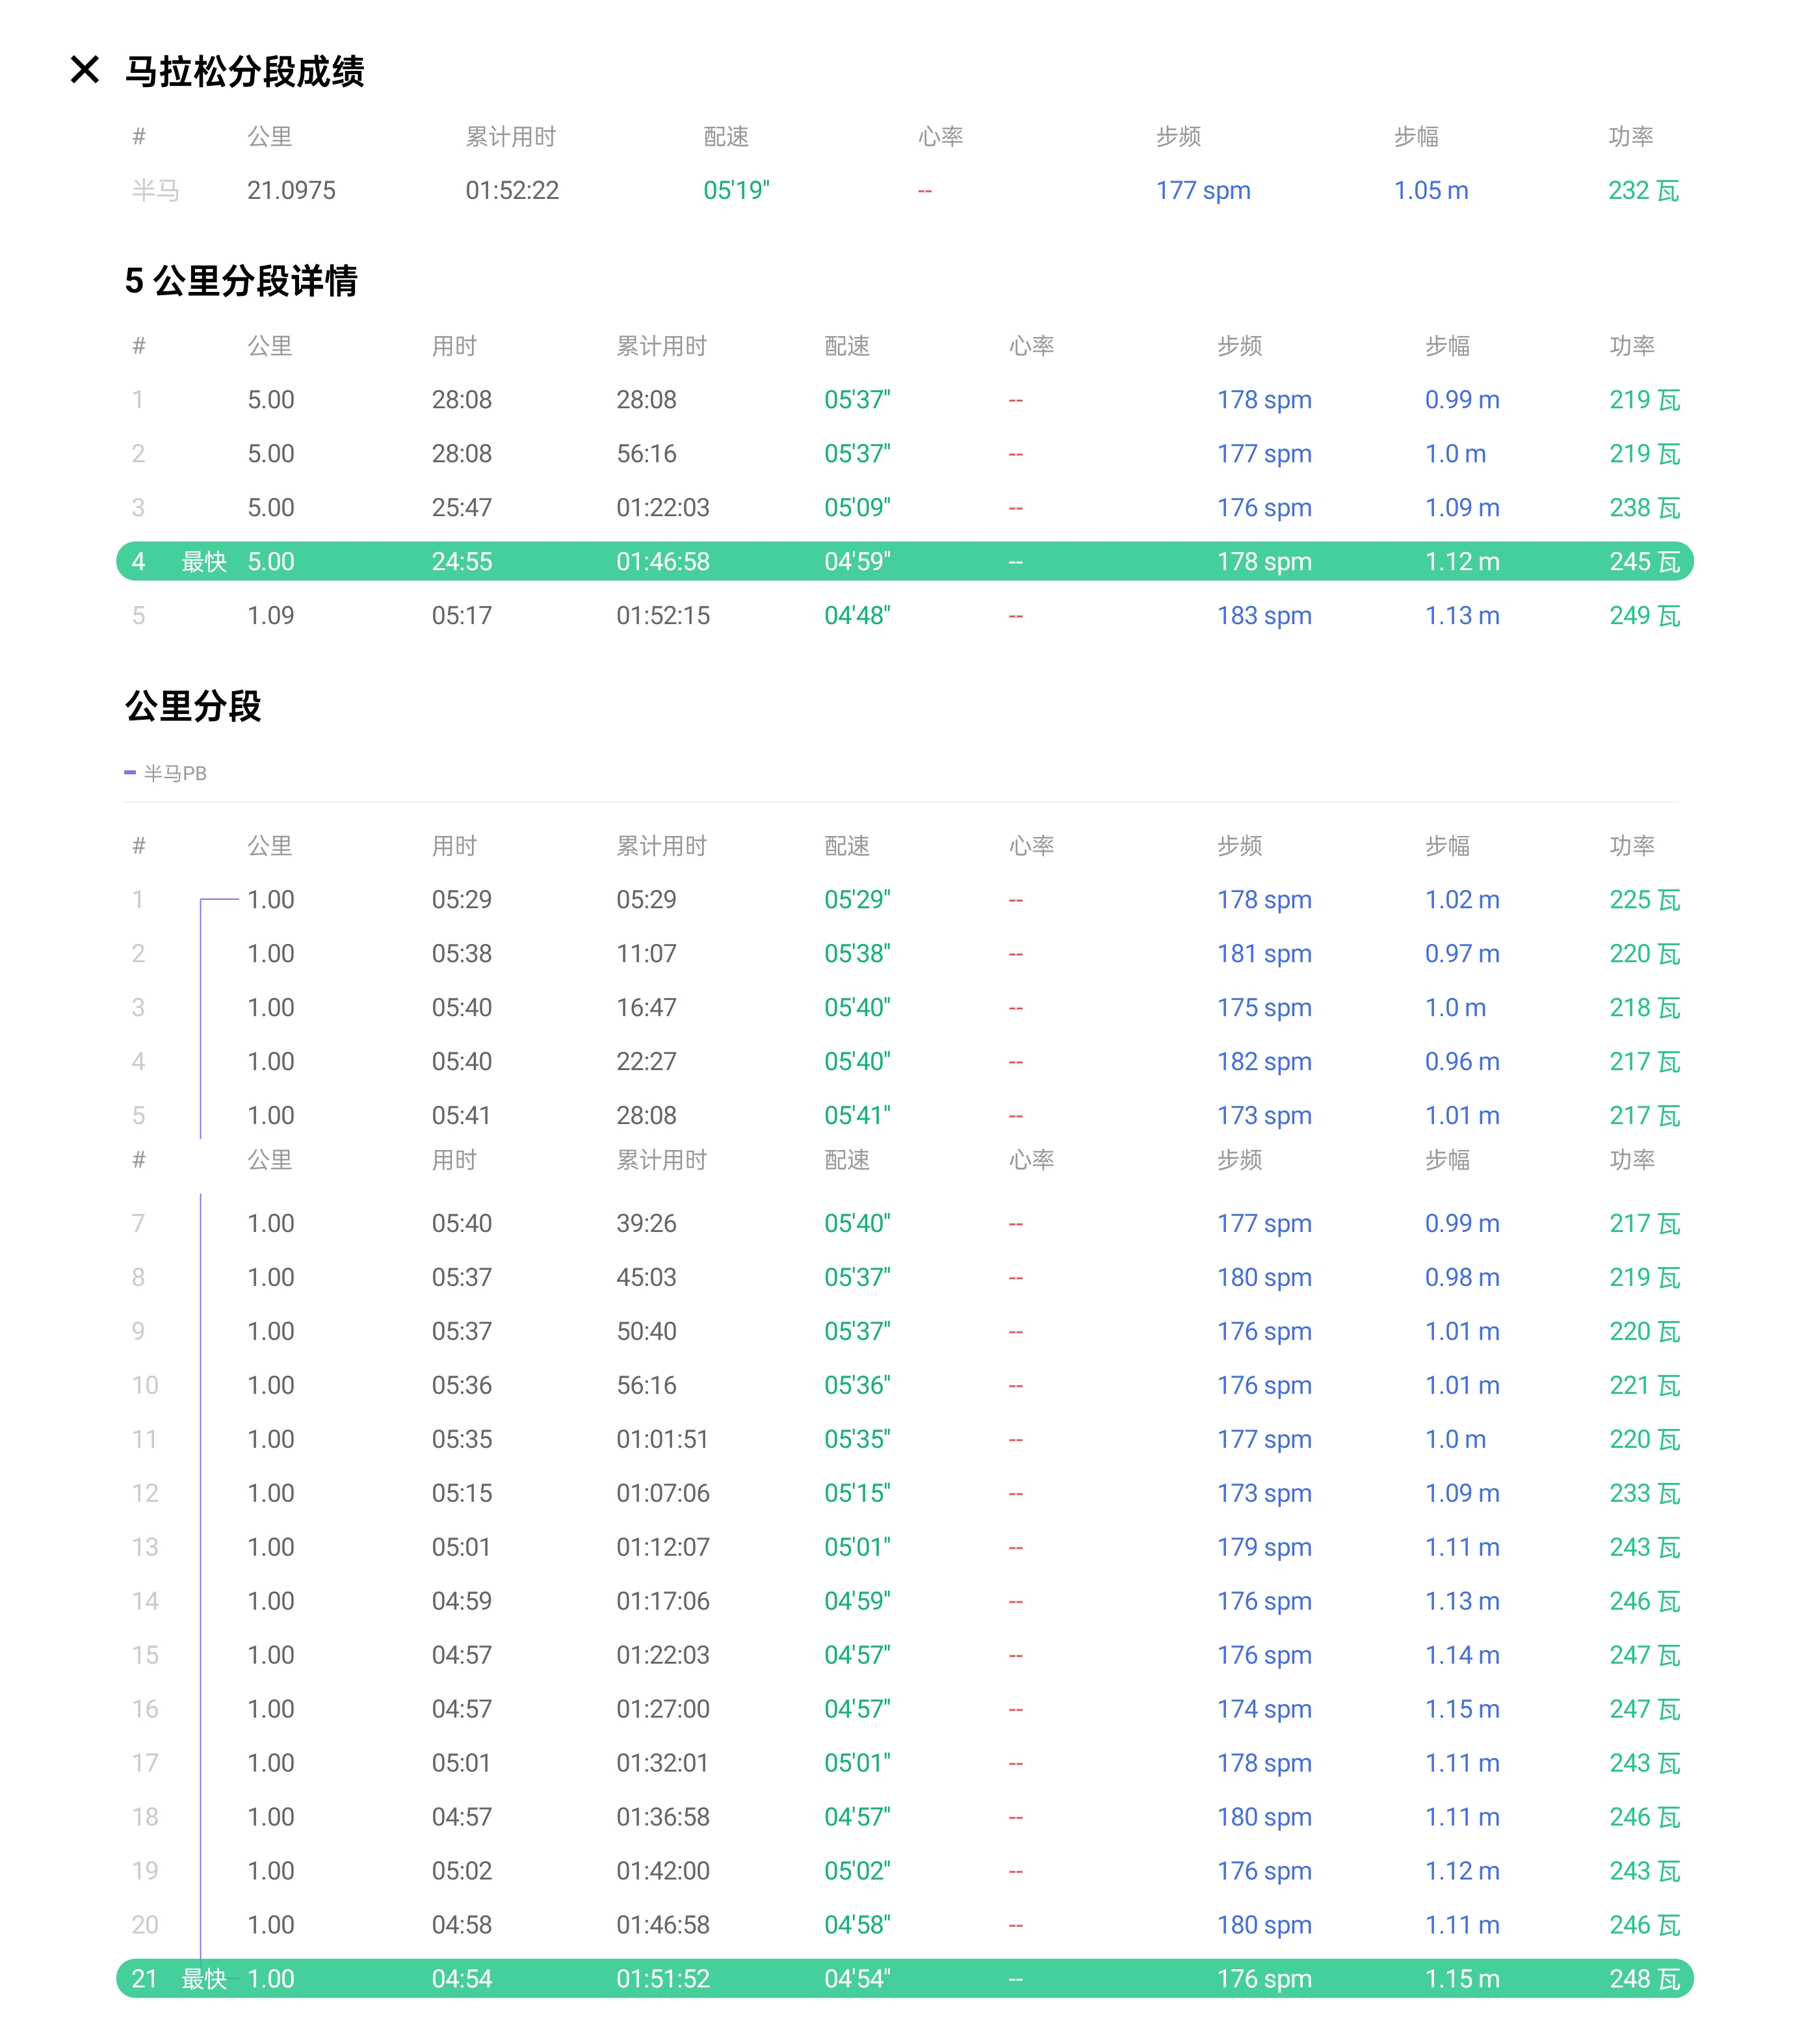 马拉松分段成绩
# 公里 累计用时 配速 心率 步频 步幅 功率
半马 21.0975 01:52:22 05'19" -- 177 spm 1.05 m 232 瓦
5 公里分段详情
# 公里 用时 累计用时 配速 心率 步频 步幅 功率
1 5.00 28:08 28:08 05'37" -- 178 spm 0.99 m 219 瓦
2 5.00 28:08 56:16 05'37" -- 177 spm 1.0 m 219 瓦
3 5.00 25:47 01:22:03 05'09" -- 176 spm 1.09 m 238 瓦
4 最快 5.00 24:55 01:46:58 04'59" -- 178 spm 1.12 m 245 瓦
5 1.09 05:17 01:52:15 04'48" -- 183 spm 1.13 m 249 瓦
公里分段
半马PB
# 公里 用时 累计用时 配速 心率 步频 步幅 功率
1 1.00 05:29 05:29 05'29" -- 178 spm 1.02 m 225 瓦
2 1.00 05:38 11:07 05'38" -- 181 spm 0.97 m 220 瓦
3 1.00 05:40 16:47 05'40" -- 175 spm 1.0 m 218 瓦
4 1.00 05:40 22:27 05'40" -- 182 spm 0.96 m 217 瓦
5 1.00 05:41 28:08 05'41" -- 173 spm 1.01 m 217 瓦
# 公里 用时 累计用时 配速 心率 步频 步幅 功率
7 1.00 05:40 39:26 05'40" -- 177 spm 0.99 m 217 瓦
8 1.00 05:37 45:03 05'37" -- 180 spm 0.98 m 219 瓦
9 1.00 05:37 50:40 05'37" -- 176 spm 1.01 m 220 瓦
10 1.00 05:36 56:16 05'36" -- 176 spm 1.01 m 221 瓦
11 1.00 05:35 01:01:51 05'35" -- 177 spm 1.0 m 220 瓦
12 1.00 05:15 01:07:06 05'15" -- 173 spm 1.09 m 233 瓦
13 1.00 05:01 01:12:07 05'01" -- 179 spm 1.11 m 243 瓦
14 1.00 04:59 01:17:06 04'59" -- 176 spm 1.13 m 246 瓦
15 1.00 04:57 01:22:03 04'57" -- 176 spm 1.14 m 247 瓦
16 1.00 04:57 01:27:00 04'57" -- 174 spm 1.15 m 247 瓦
17 1.00 05:01 01:32:01 05'01" -- 178 spm 1.11 m 243 瓦
18 1.00 04:57 01:36:58 04'57" -- 180 spm 1.11 m 246 瓦
19 1.00 05:02 01:42:00 05'02" -- 176 spm 1.12 m 243 瓦
20 1.00 04:58 01:46:58 04'58" -- 180 spm 1.11 m 246 瓦
21 最快 1.00 04:54 01:51:52 04'54" -- 176 spm 1.15 m 248 瓦